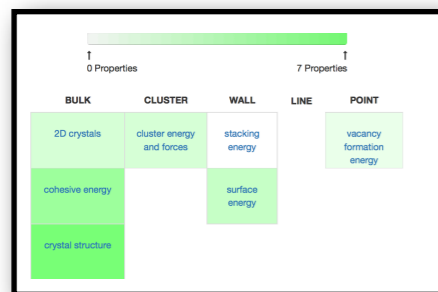 0 Properties 7 Properties
BULK CLUSTER WALL LINE POINT
2D crystals
cluster energy
and forces
stacking
energy
vacancy
formation
energy
cohesive energy
surface
energy
crystal structure